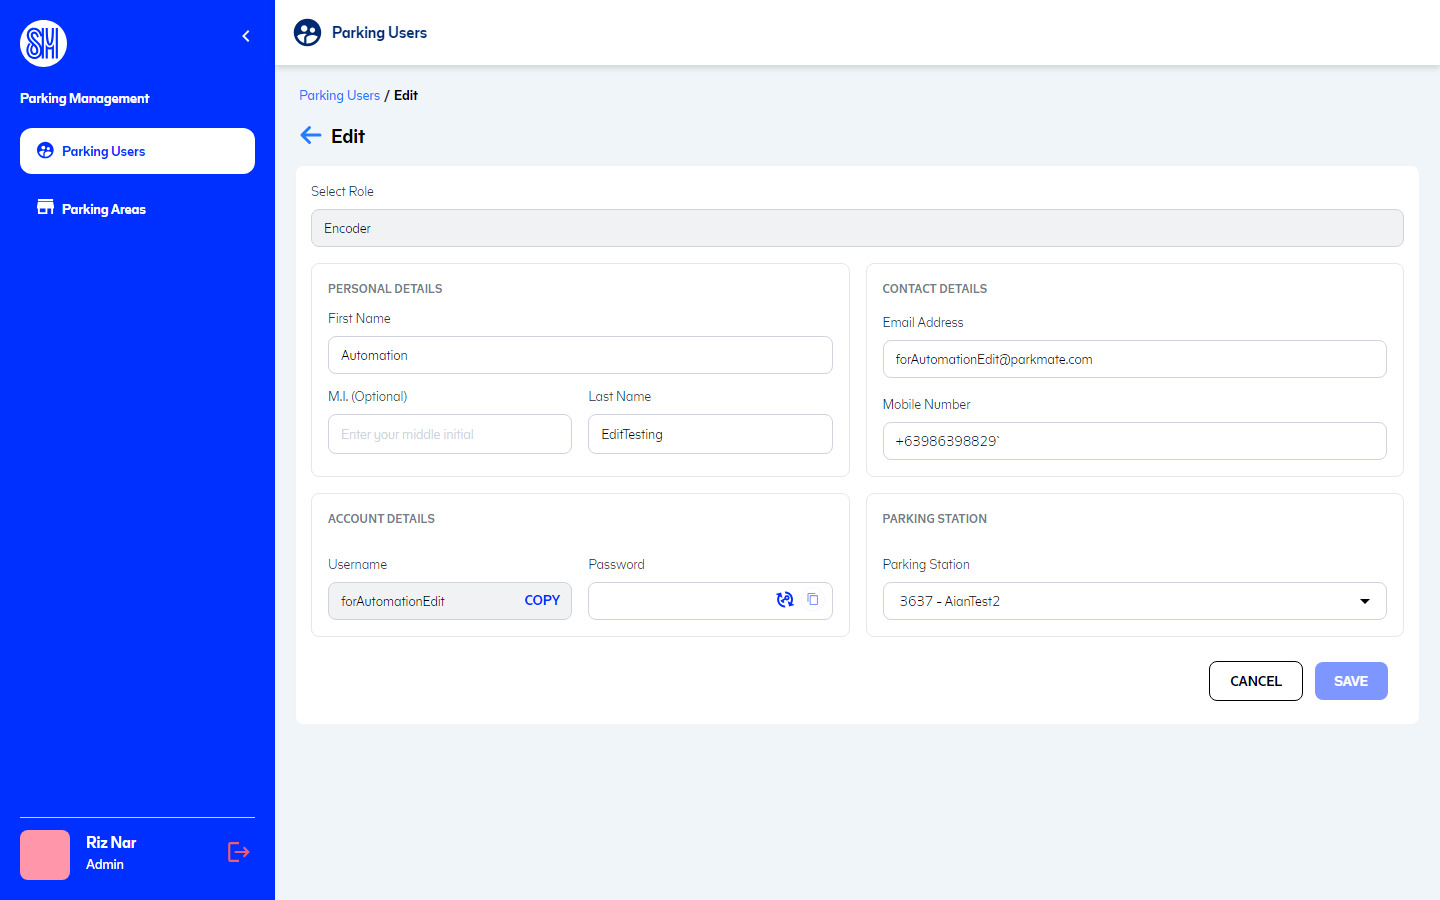 SM
Parking Management
Parking Users
Parking Areas
Riz Nar
Admin
Parking Users
Parking Users / Edit
Edit
Select Role
Encoder
PERSONAL DETAILS
First Name
Automation
M.I. (Optional)
Last Name
Enter your middle initial
EditTesting
CONTACT DETAILS
Email Address
forAutomationEdit@parkmate.com
Mobile Number
+63986398829`
ACCOUNT DETAILS
Username
Password
forAutomationEdit
COPY
PARKING STATION
Parking Station
3637 - AianTest2
CANCEL
SAVE